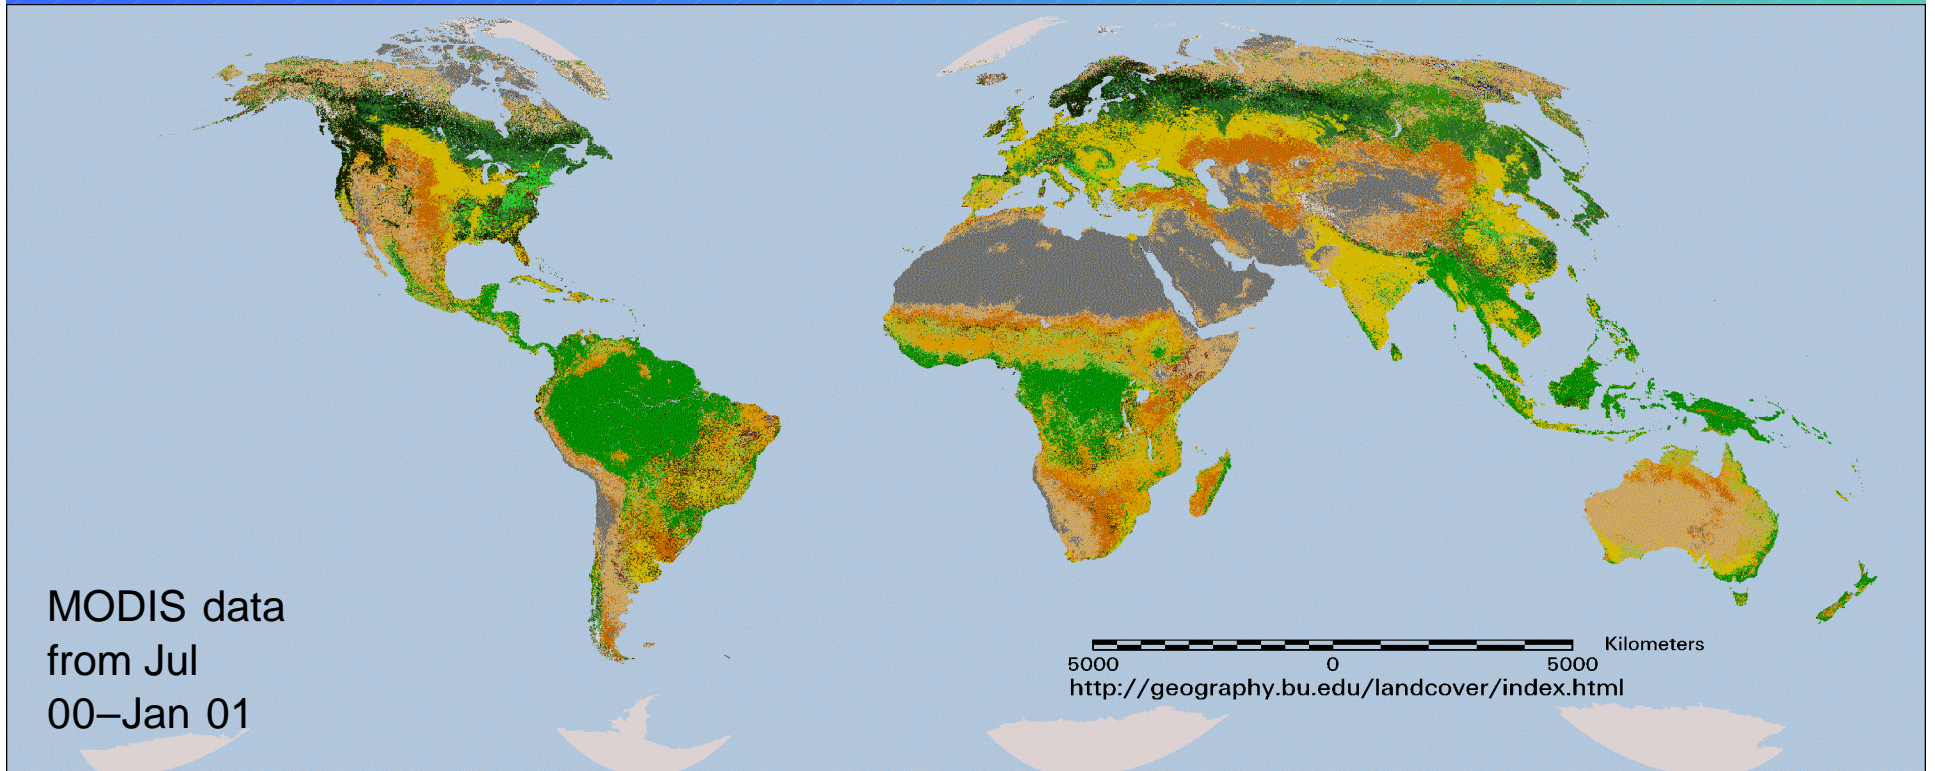 MODIS data
from Jul
00–Jan 01
Kilometers
5000 0 5000
http://geography.bu.edu/landcover/index.html